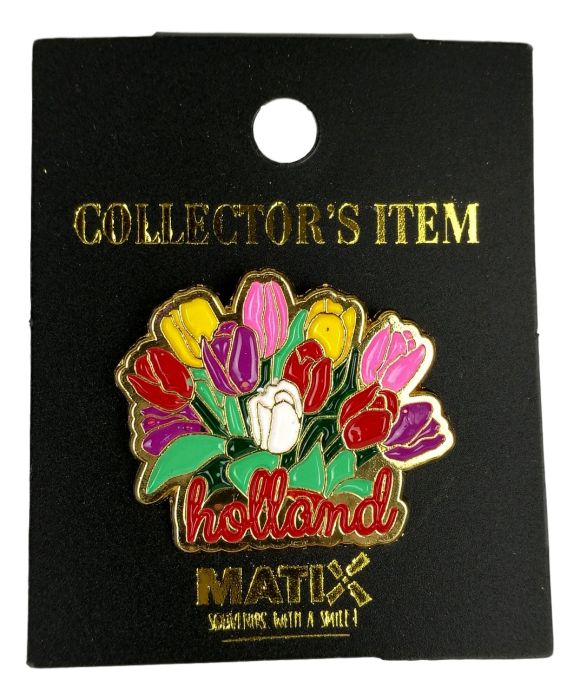 COLLECTOR'S ITEM
holland
MATIX
SOUVENIRS WITH A SMILE!